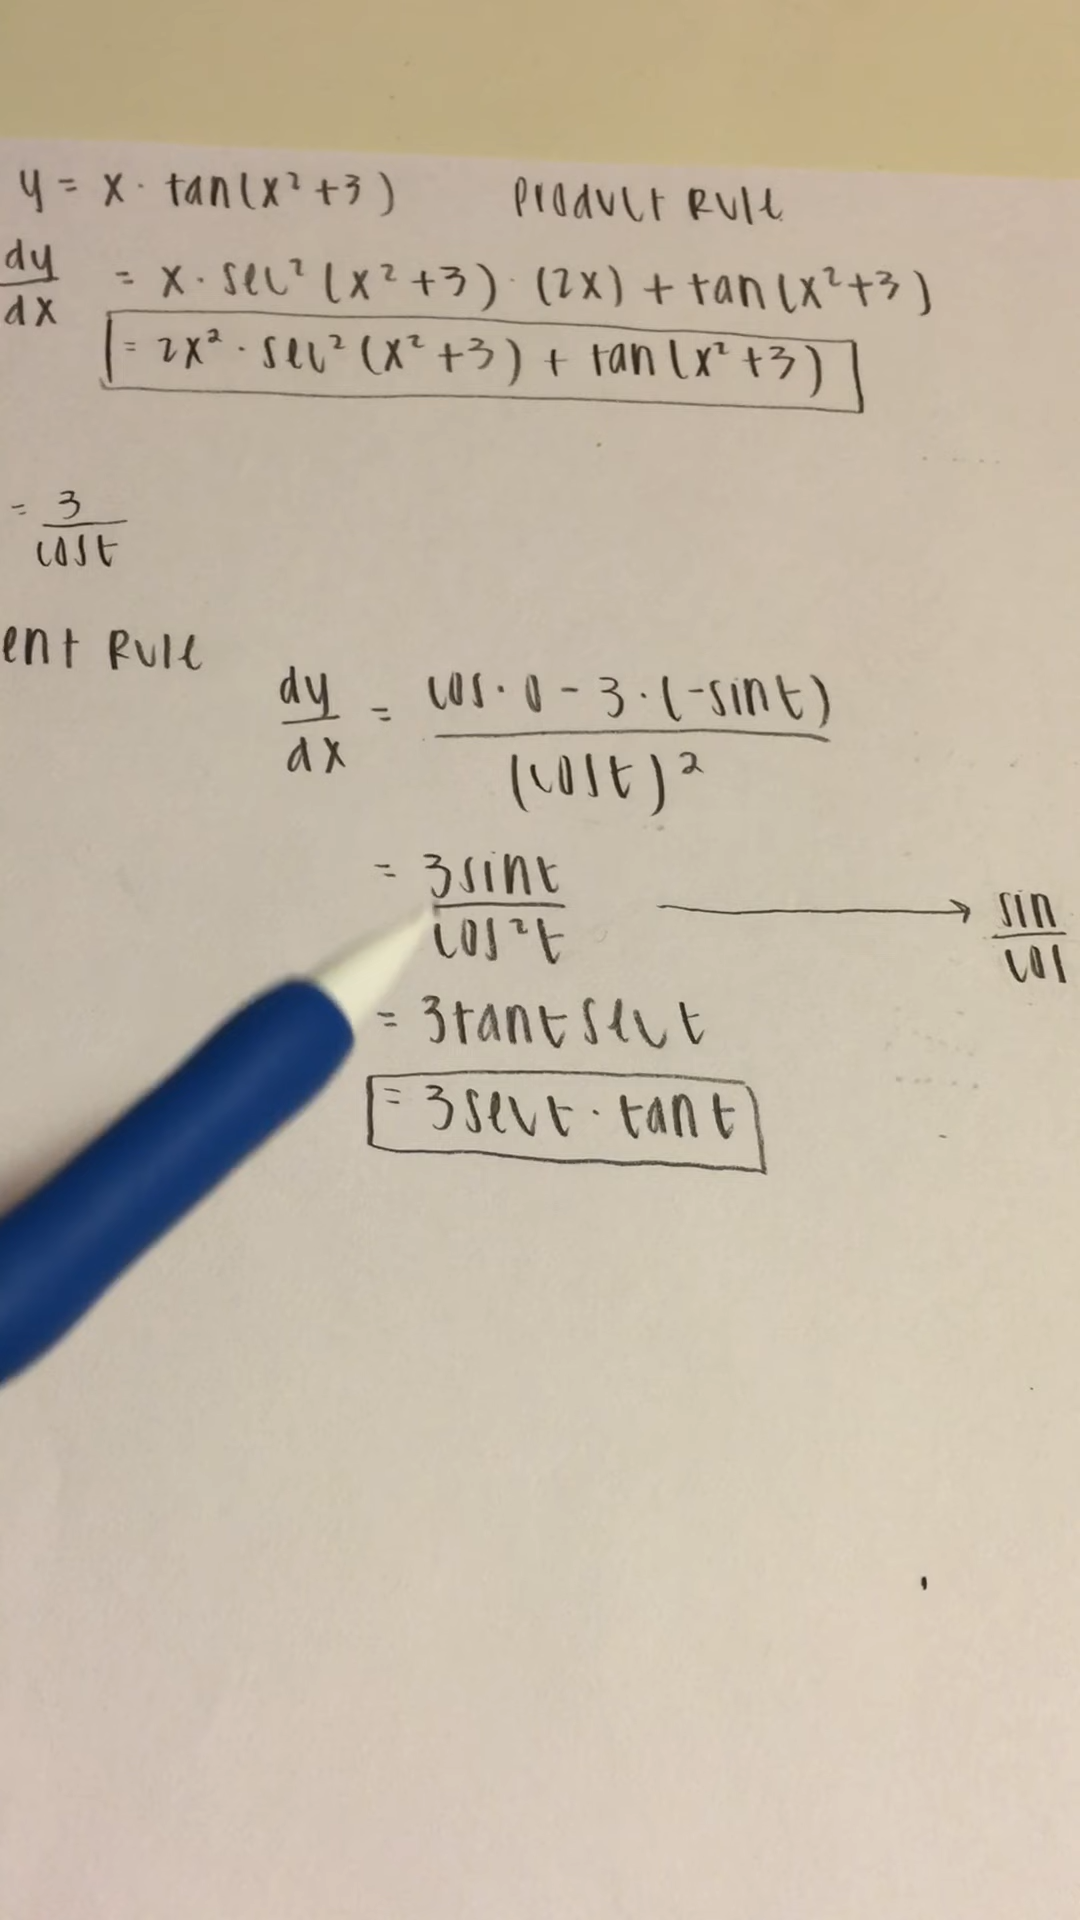 y = x · tan(x² + 3) Product Rule
dy/dx = x · sec² (x² + 3) · (2x) + tan(x² + 3)
= 2x² · sec² (x² + 3) + tan(x² + 3)
= 3/cost
ent Rule
dy/dx = cos · 0 - 3 · (-sint)/(cost)²
= 3sint/cos²t → sin/cos
= 3tantsect
= 3sect · tant